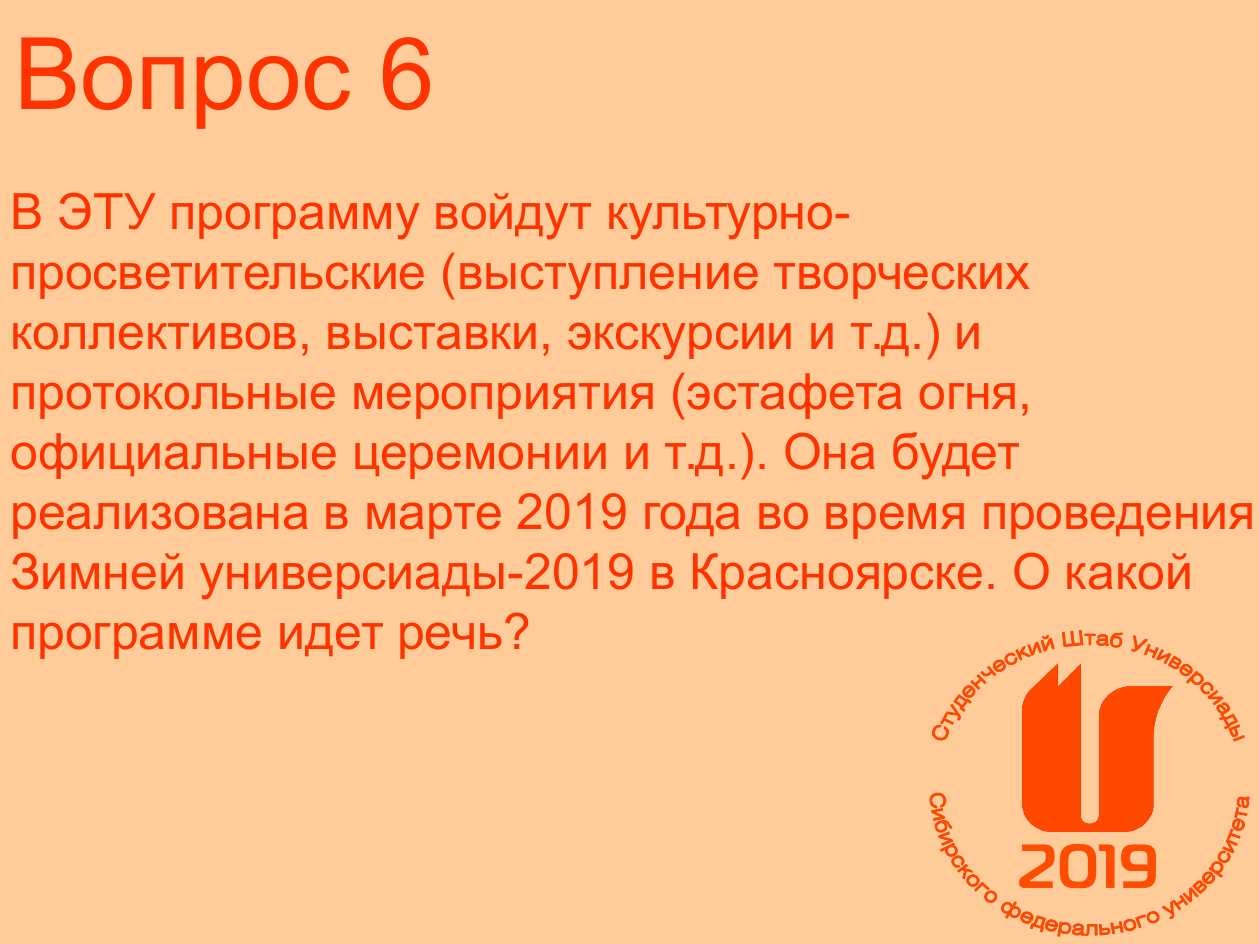 Вопрос 6
В ЭТУ программу войдут культурно-
просветительские (выступление творческих
коллективов, выставки, экскурсии и т.д.) и
протокольные мероприятия (эстафета огня,
официальные церемонии и т.д.). Она будет
реализована в марте 2019 года во время проведения
Зимней универсиады-2019 в Красноярске. О какой
программе идет речь?
Студенческий Штаб Универсиады
2019
Сибирского федерального университета